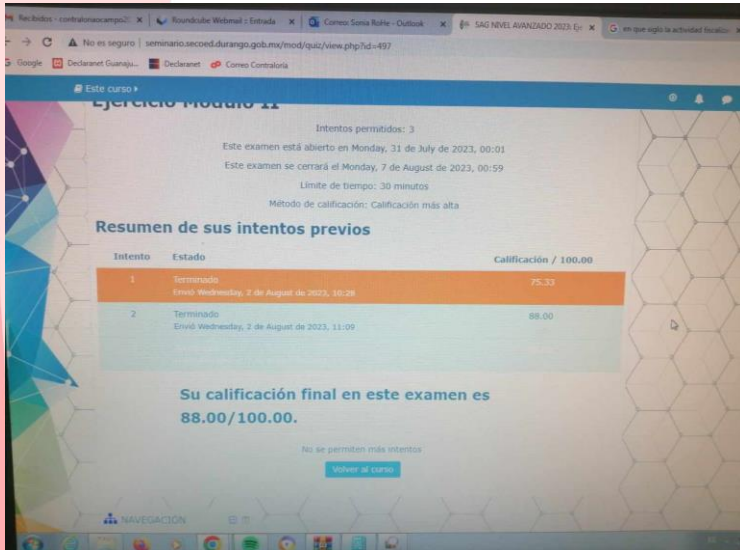 Recibidos - contraloriaocampo2
Roundcube Webmail :: Entrada
Correo: Sonia RoHe - Outlook
SAG NIVEL AVANZADO 2023: Eje
en que siglo la actividad fiscaliza
No es seguro | seminario.secoed.durango.gob.mx/mod/quiz/view.php?id=497
Google
Declaranet Guanaju...
Declaranet
Correo Contraloria
Este curso
Ejercicio Modulo II
Intentos permitidos: 3
Este examen está abierto en Monday, 31 de July de 2023, 00:01
Este examen se cerrará el Monday, 7 de August de 2023, 00:59
Límite de tiempo: 30 minutos
Método de calificación: Calificación más alta
Resumen de sus intentos previos
Intento Estado Calificación / 100.00
1 Terminado 75.33
Envió Wednesday, 2 de August de 2023, 10:28
2 Terminado 88.00
Envió Wednesday, 2 de August de 2023, 11:09
Su calificación final en este examen es
88.00/100.00.
No se permiten más intentos
Volver al curso
NAVEGACIÓN